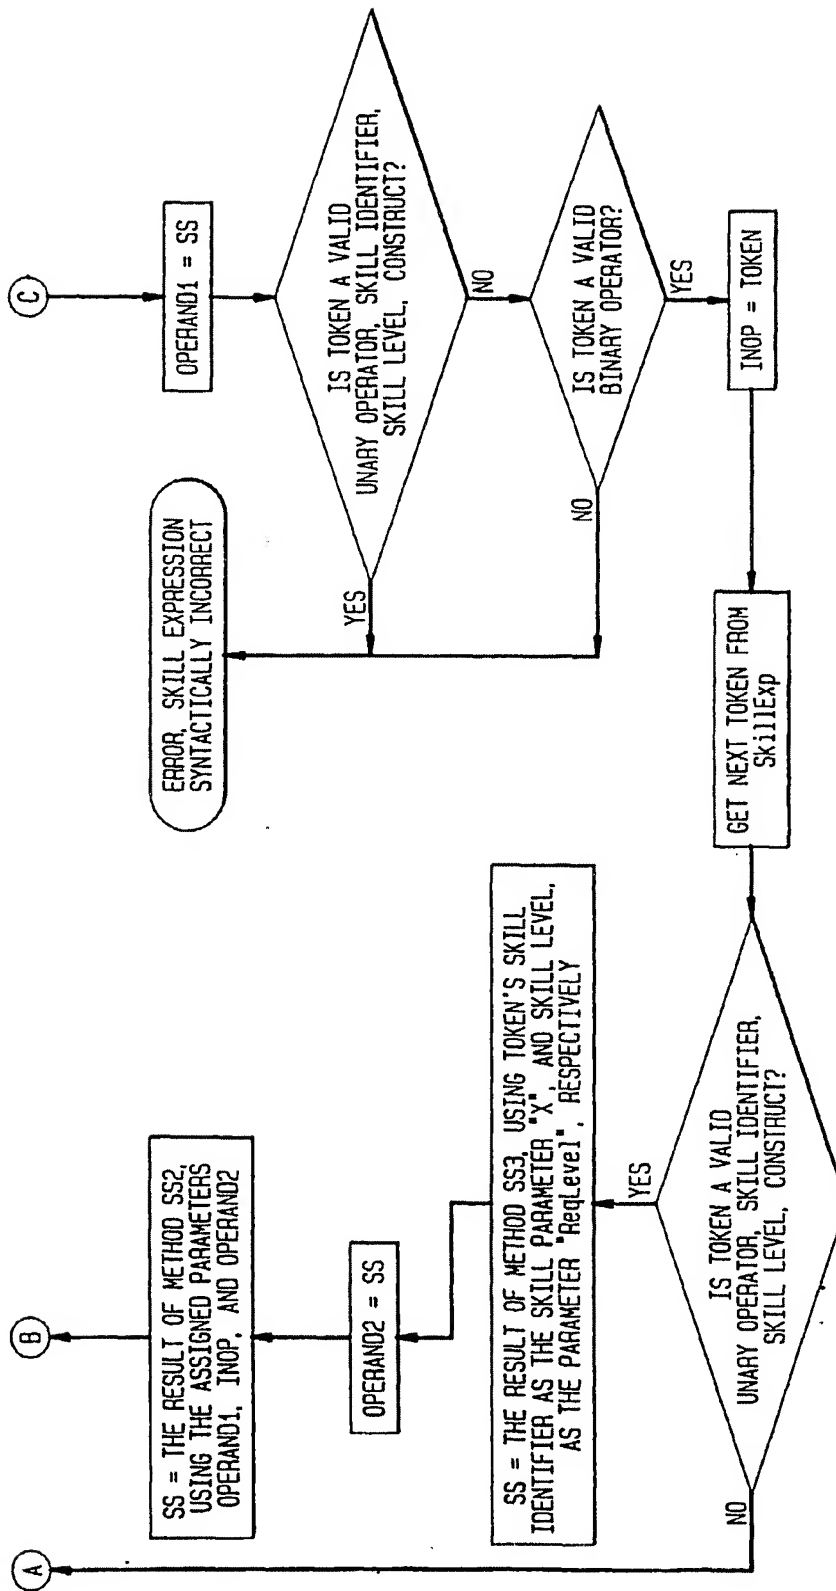 C
OPERAND1 = SS
IS TOKEN A VALID
UNARY OPERATOR, SKILL IDENTIFIER,
SKILL LEVEL, CONSTRUCT?
YES
NO
ERROR, SKILL EXPRESSION
SYNTACTICALLY INCORRECT
IS TOKEN A VALID
BINARY OPERATOR?
NO
YES
INOP = TOKEN
GET NEXT TOKEN FROM
SkillExp
IS TOKEN A VALID
UNARY OPERATOR, SKILL IDENTIFIER,
SKILL LEVEL, CONSTRUCT?
YES
NO
SS = THE RESULT OF METHOD SS3, USING TOKEN'S SKILL
IDENTIFIER AS THE SKILL PARAMETER "X", AND SKILL LEVEL,
AS THE PARAMETER "ReqLevel", RESPECTIVELY
OPERAND2 = SS
SS = THE RESULT OF METHOD SS2,
USING THE ASSIGNED PARAMETERS
OPERAND1, INOP, AND OPERAND2
B
A